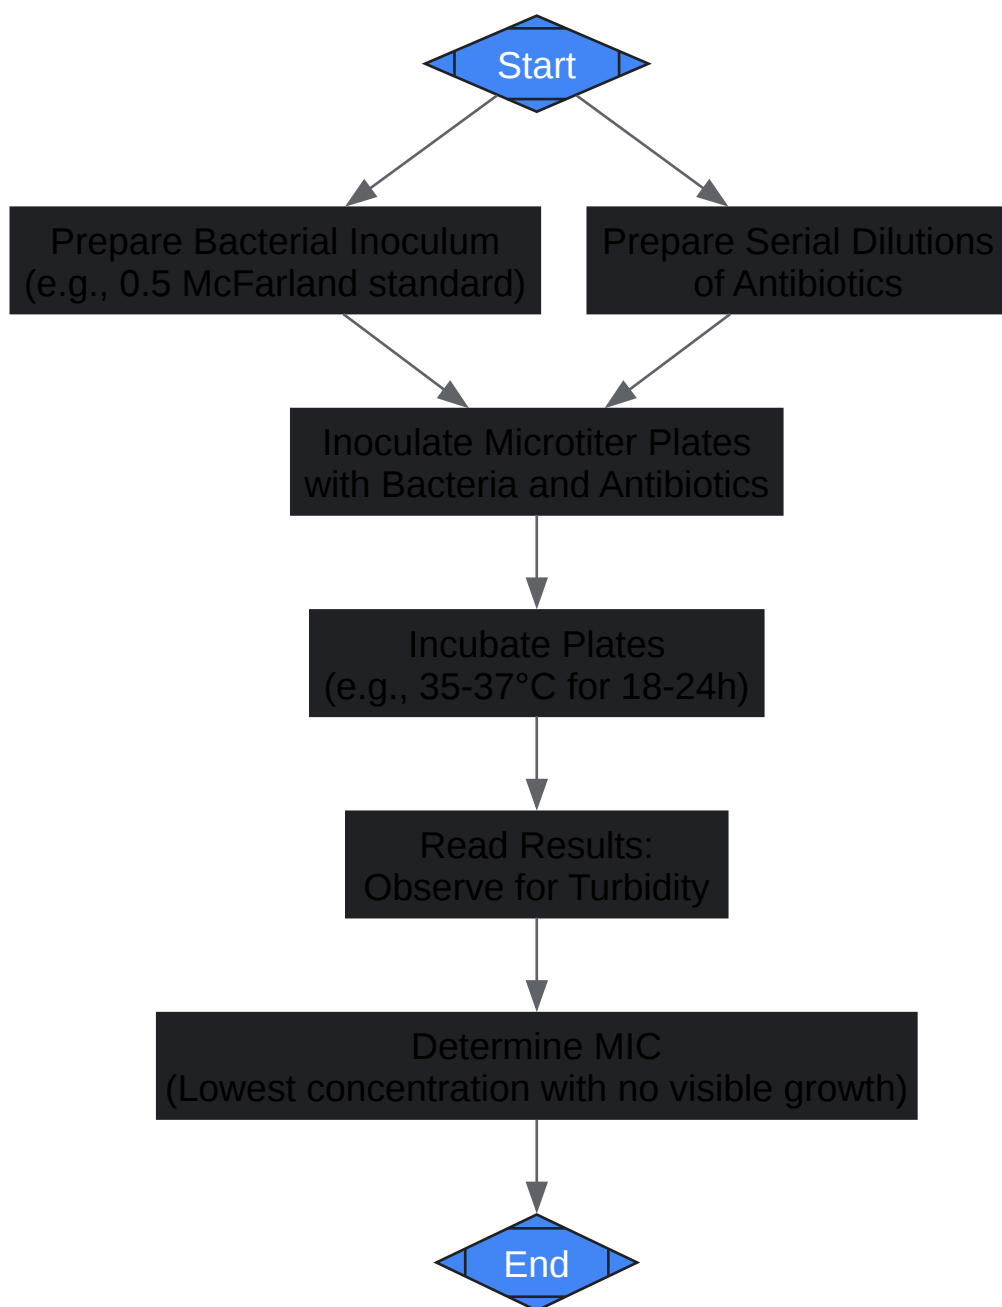 Start
Prepare Bacterial Inoculum
(e.g., 0.5 McFarland standard)
Prepare Serial Dilutions
of Antibiotics
Inoculate Microtiter Plates
with Bacteria and Antibiotics
Incubate Plates
(e.g., 35-37°C for 18-24h)
Read Results:
Observe for Turbidity
Determine MIC
(Lowest concentration with no visible growth)
End